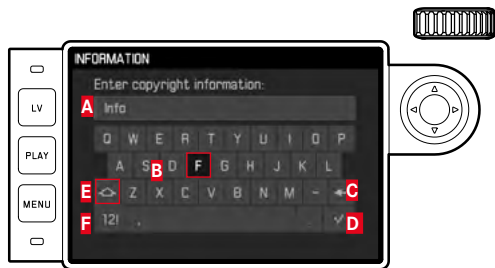 INFORMATION
Enter copyright information:
A Info
Q W E R T Y U I O P
A S B D F G H J K L
E Z X C V B N M - C
F 12! . D
LV
PLAY
MENU